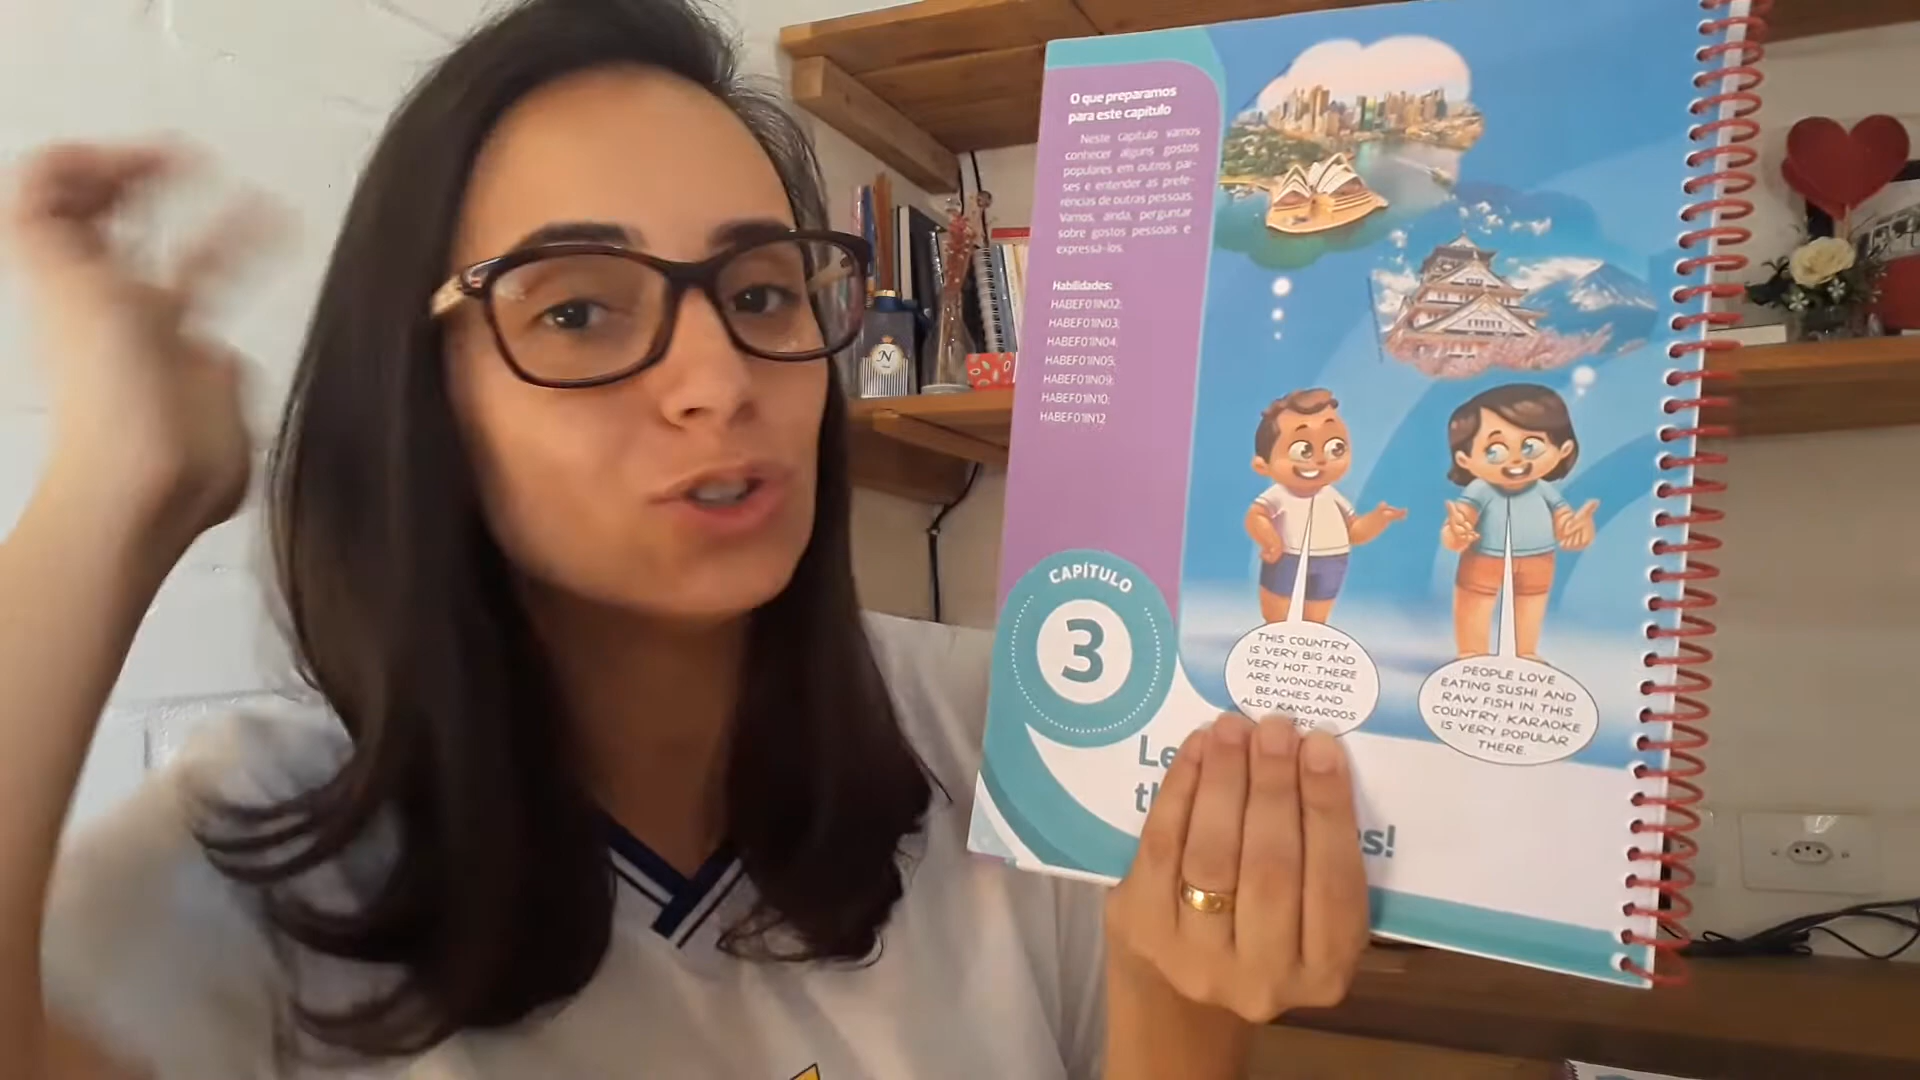 O que preparamos
para este capítulo
Neste capítulo vamos
conhecer alguns gostos
populares em outros paí-
ses e entender as prefe-
rências de outras pessoas.
Vamos, ainda, perguntar
sobre gostos pessoais e
expressá-los.
Habilidades:
HABEF01IN02;
HABEF01IN03;
HABEF01IN04;
HABEF01IN05;
HABEF01IN09;
HABEF01IN10;
HABEF01IN12
CAPÍTULO
3
THIS COUNTRY
IS VERY BIG AND
VERY HOT. THERE
ARE WONDERFUL
BEACHES AND
ALSO KANGAROOS
PEOPLE LOVE
EATING SUSHI AND
RAW FISH IN THIS
COUNTRY. KARAOKE
IS VERY POPULAR
THERE.
N